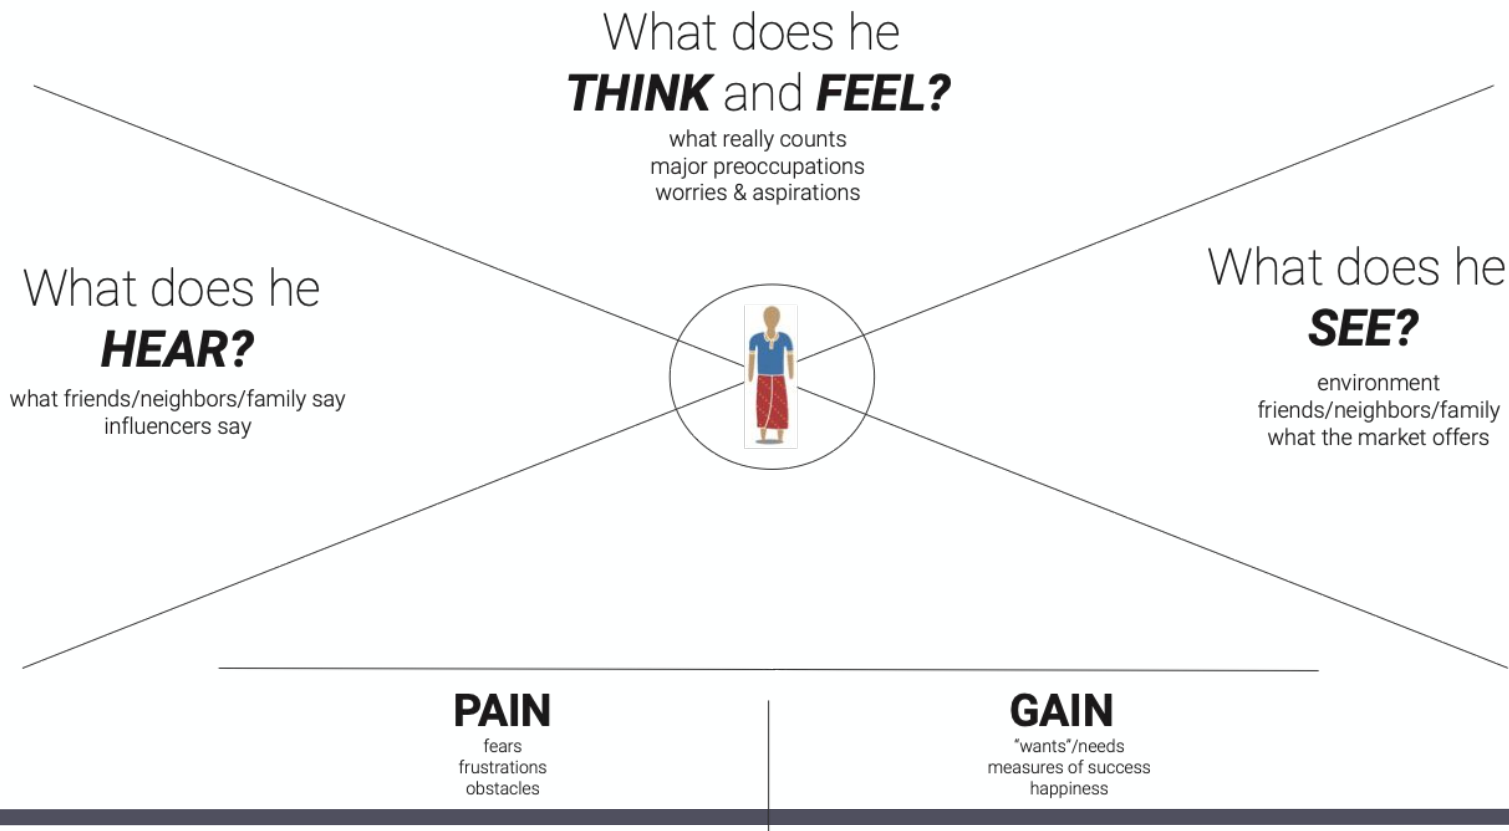 What does he
THINK and FEEL?
what really counts
major preoccupations
worries & aspirations
What does he
HEAR?
what friends/neighbors/family say
influencers say
What does he
SEE?
environment
friends/neighbors/family
what the market offers
PAIN
fears
frustrations
obstacles
GAIN
"wants"/needs
measures of success
happiness